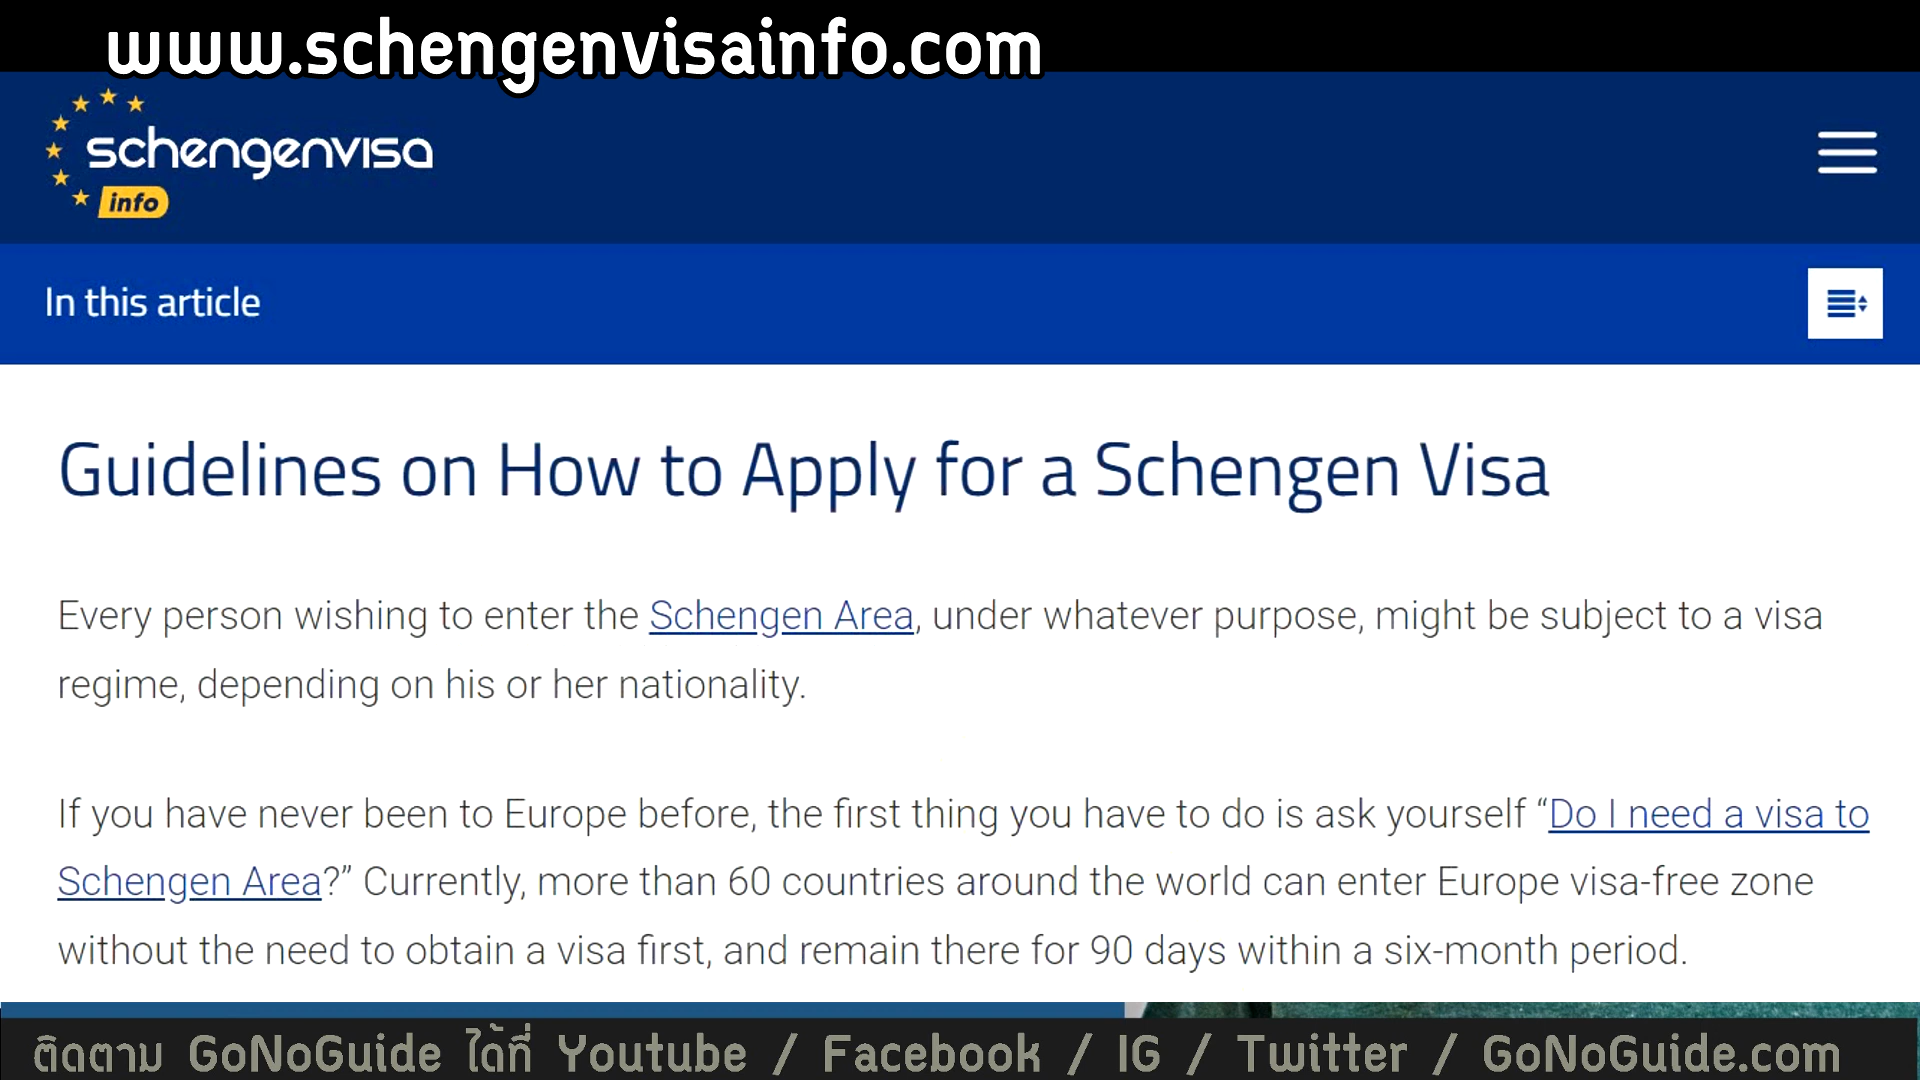 www.schengenvisainfo.com
schengenvisa
info
In this article
Guidelines on How to Apply for a Schengen Visa
Every person wishing to enter the Schengen Area, under whatever purpose, might be subject to a visa
regime, depending on his or her nationality.
If you have never been to Europe before, the first thing you have to do is ask yourself “Do I need a visa to
Schengen Area?” Currently, more than 60 countries around the world can enter Europe visa-free zone
without the need to obtain a visa first, and remain there for 90 days within a six-month period.
ติดตาม GoNoGuide ได้ที่ Youtube / Facebook / IG / Twitter / GoNoGuide.com